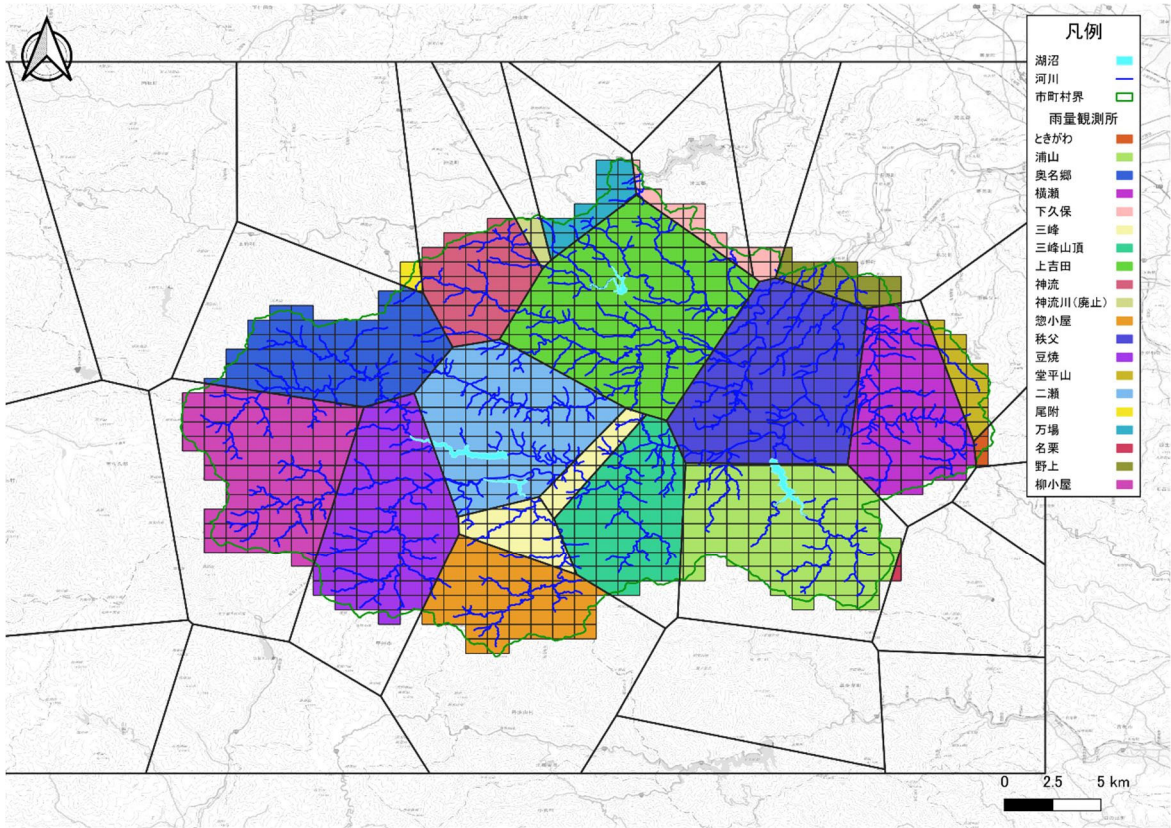 凡例
湖沼
河川
市町村界
雨量観測所
ときがわ
浦山
奥名郷
横瀬
下久保
三峰
三峰山頂
上吉田
神流
神流川(廃止)
惣小屋
秩父
豆焼
堂平山
二瀬
尾附
万場
名栗
野上
柳小屋
0 2.5 5 km